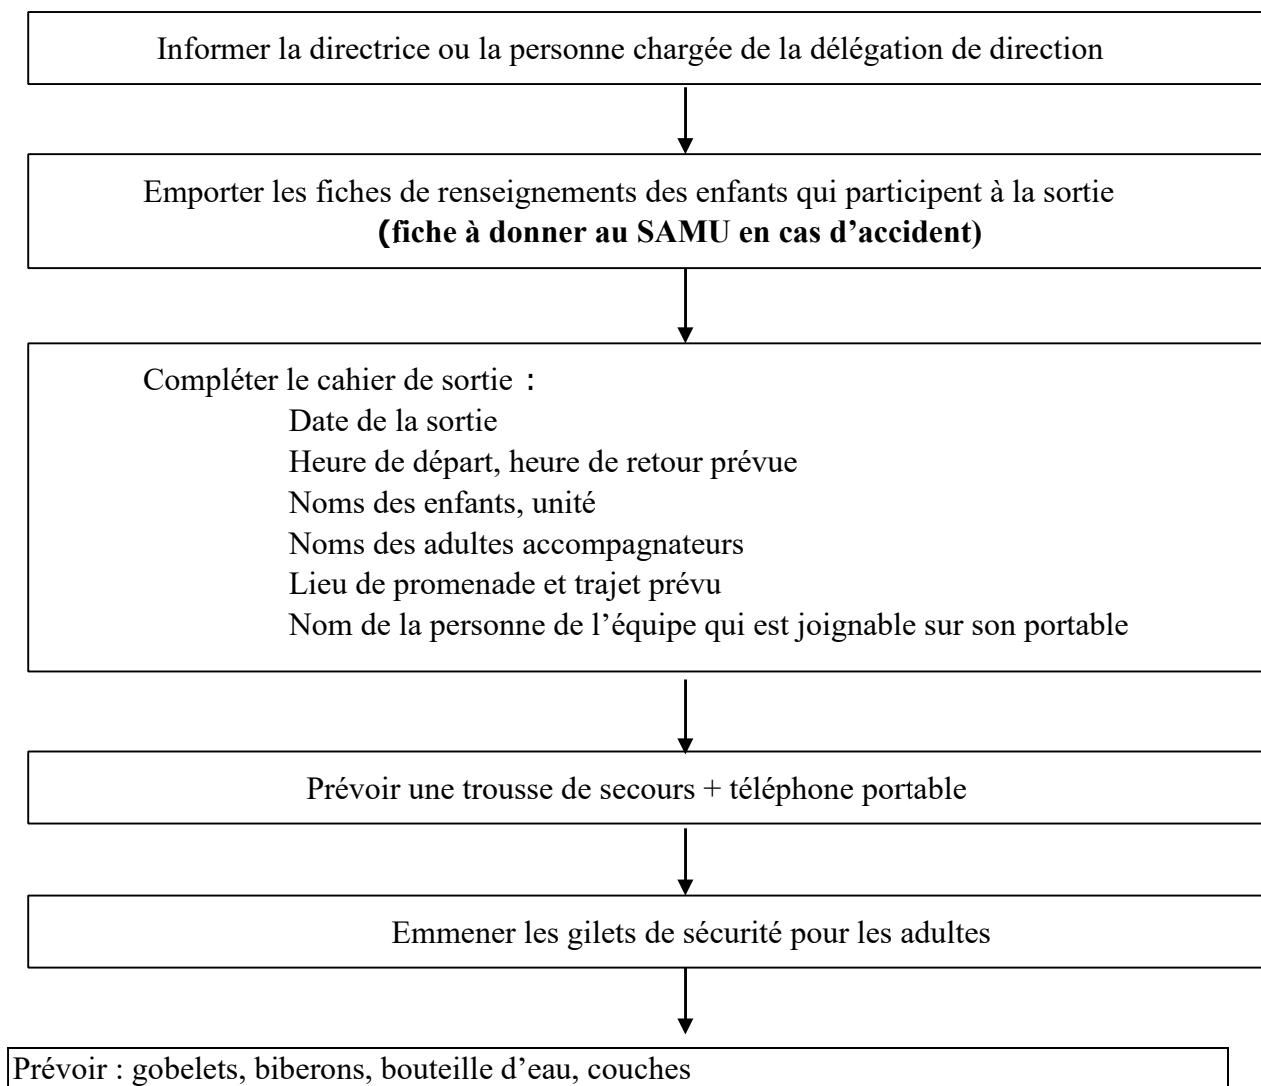 Informer la directrice ou la personne chargée de la délégation de direction
Emporter les fiches de renseignements des enfants qui participent à la sortie
(fiche à donner au SAMU en cas d’accident)
Compléter le cahier de sortie :
Date de la sortie
Heure de départ, heure de retour prévue
Noms des enfants, unité
Noms des adultes accompagnateurs
Lieu de promenade et trajet prévu
Nom de la personne de l’équipe qui est joignable sur son portable
Prévoir une trousse de secours + téléphone portable
Emmener les gilets de sécurité pour les adultes
Prévoir : gobelets, biberons, bouteille d’eau, couches